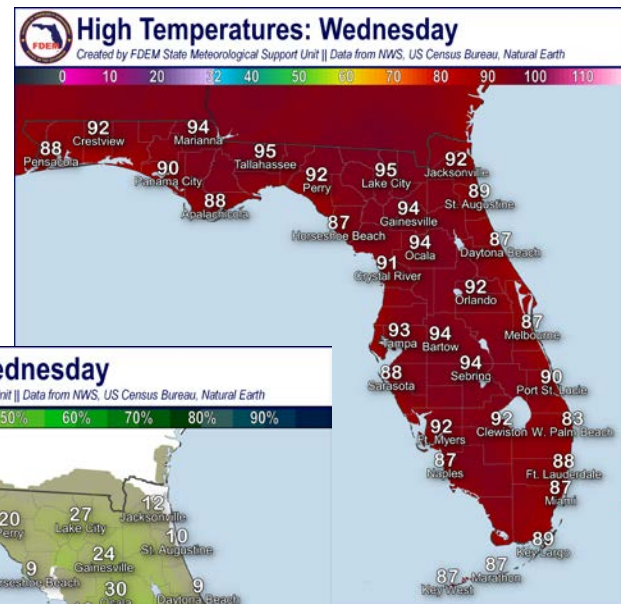 FDEM
High Temperatures: Wednesday
Created by FDEM State Meteorological Support Unit || Data from NWS, US Census Bureau, Natural Earth
0 10 20 30 32 40 50 60 70 80 90 100 110
92
Crestview
94
Marianna
88
Pensacola
90
Panama City
95
Tallahassee
88
Apalachicola
92
Perry
95
Lake City
92
Jacksonville
89
St. Augustine
87
Horseshoe Beach
94
Gainesville
94
Ocala
87
Daytona Beach
91
Crystal River
92
Orlando
87
Melbourne
93
Tampa
94
Bartow
94
Sebring
88
Sarasota
90
Port St. Lucie
92
Ft. Myers
92
Clewiston
83
W. Palm Beach
87
Naples
88
Ft. Lauderdale
87
Miami
89
Key Largo
87
Marathon
87
Key West
ednesday
nit || Data from NWS, US Census Bureau, Natural Earth
50% 60% 70% 80% 90%
20
Perry
27
Lake City
12
Jacksonville
10
St. Augustine
9
rseshoe Beach
24
Gainesville
30
9
Daytona Beach